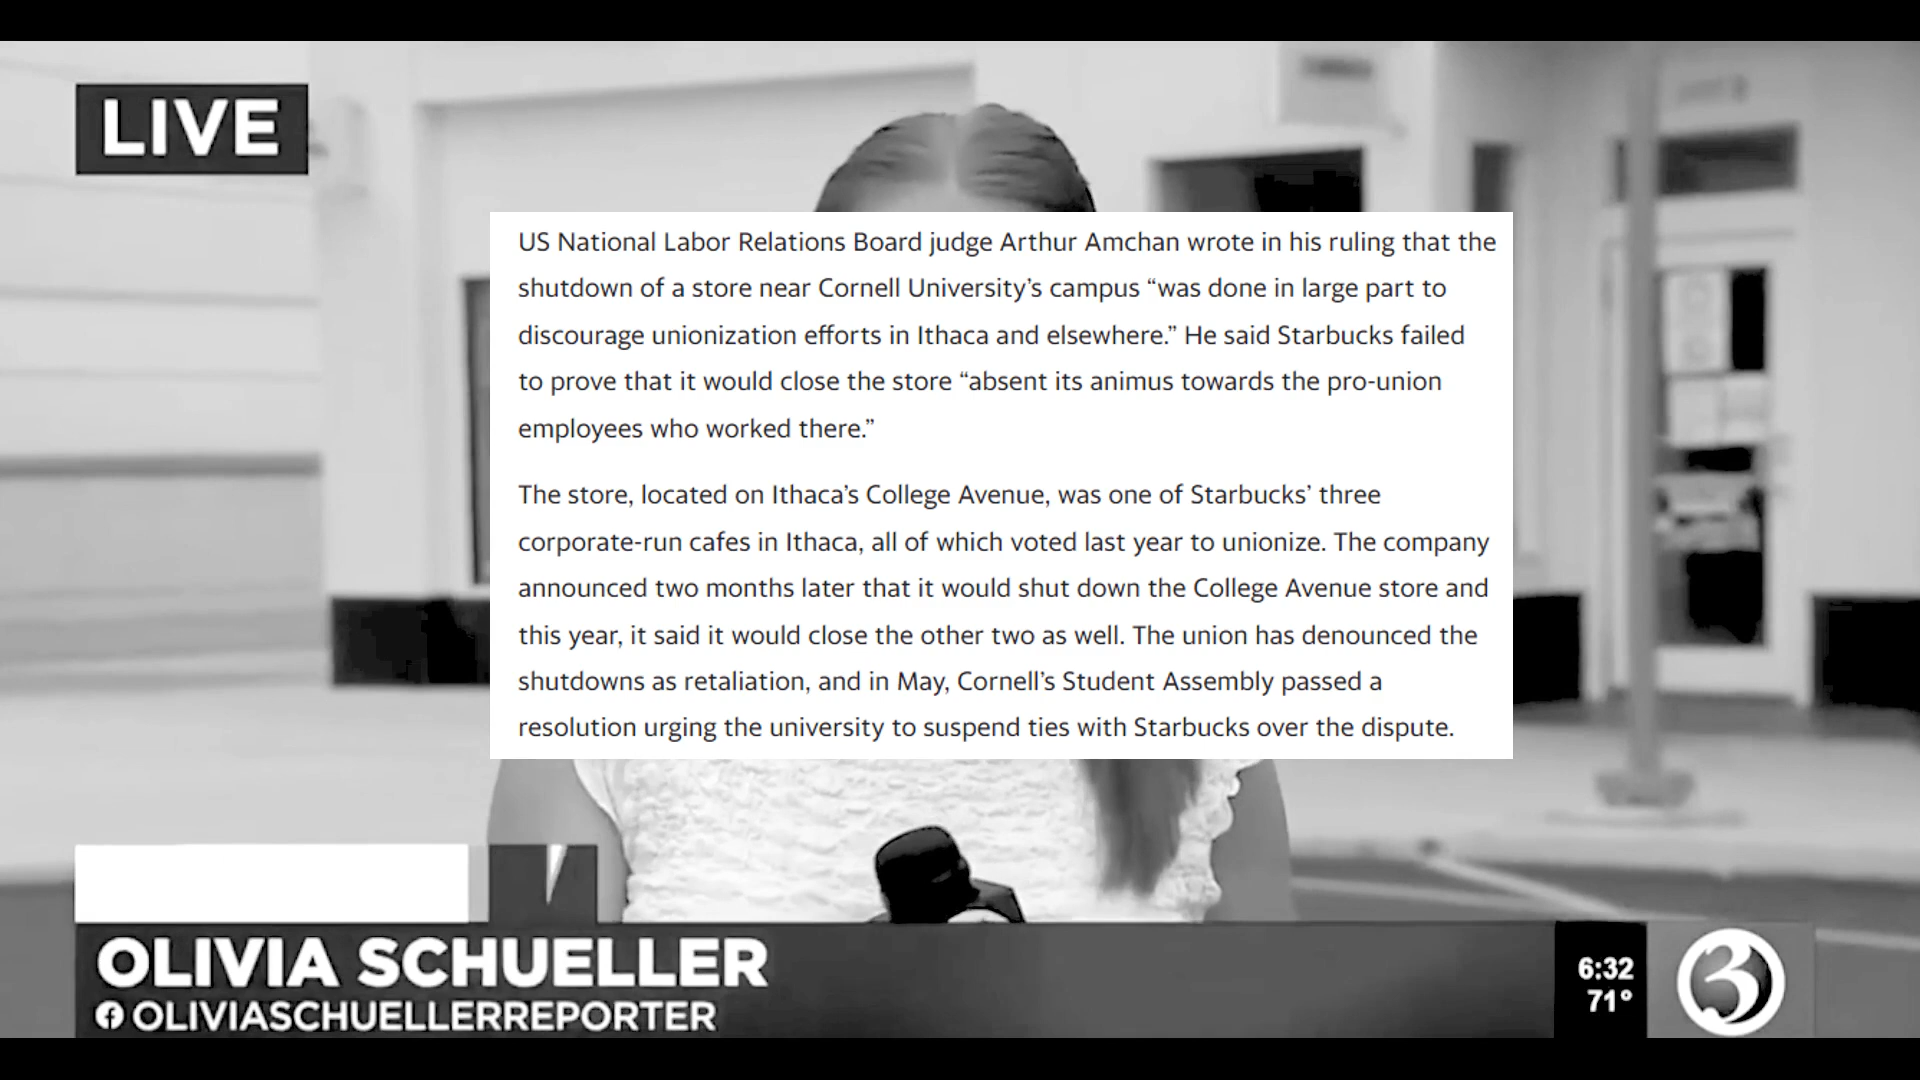 LIVE
US National Labor Relations Board judge Arthur Amchan wrote in his ruling that the
shutdown of a store near Cornell University’s campus “was done in large part to
discourage unionization efforts in Ithaca and elsewhere.” He said Starbucks failed
to prove that it would close the store “absent its animus towards the pro-union
employees who worked there.”
The store, located on Ithaca’s College Avenue, was one of Starbucks’ three
corporate-run cafes in Ithaca, all of which voted last year to unionize. The company
announced two months later that it would shut down the College Avenue store and
this year, it said it would close the other two as well. The union has denounced the
shutdowns as retaliation, and in May, Cornell’s Student Assembly passed a
resolution urging the university to suspend ties with Starbucks over the dispute.
OLIVIA SCHUELLER
OLIVIASCHUELLERREPORTER
6:32
71°
3